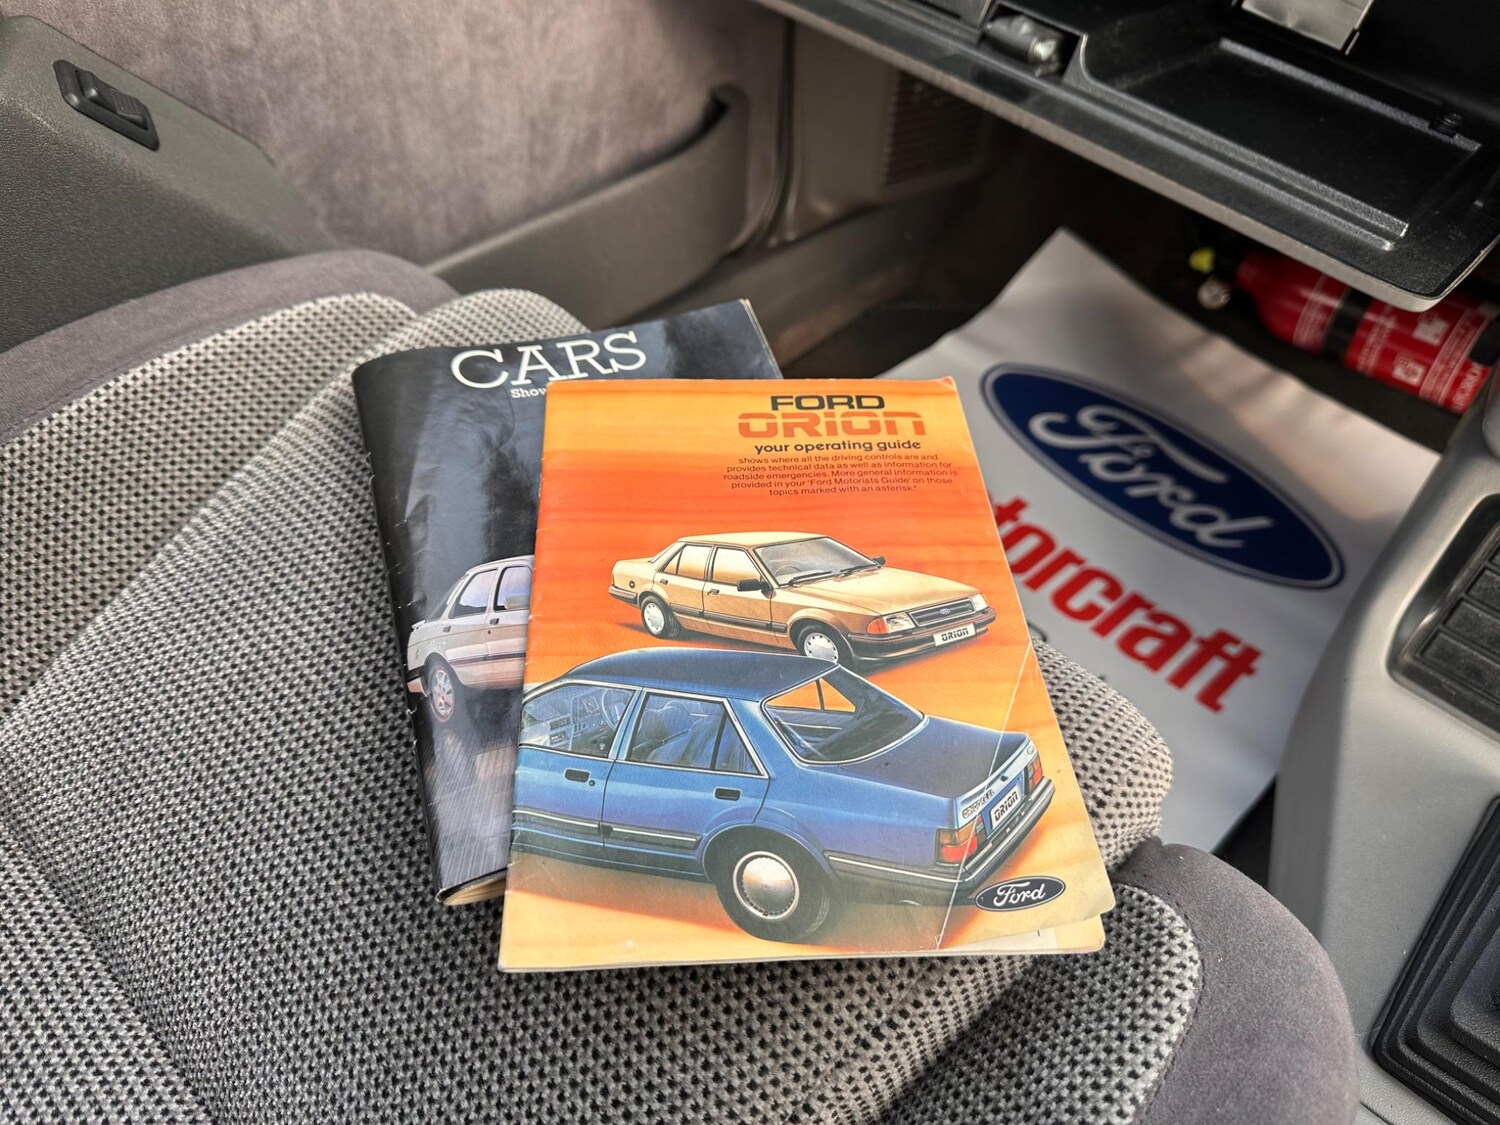 CARS
Show
FORD
ORION
your operating guide
shows where all the driving controls are and
provides technical data as well as information for
roadside emergencies. More general information is
provided in your 'Ford Motorists Guide' on those
topics marked with an asterisk.*
ORION
ORION
Ford
Ford
torcraft